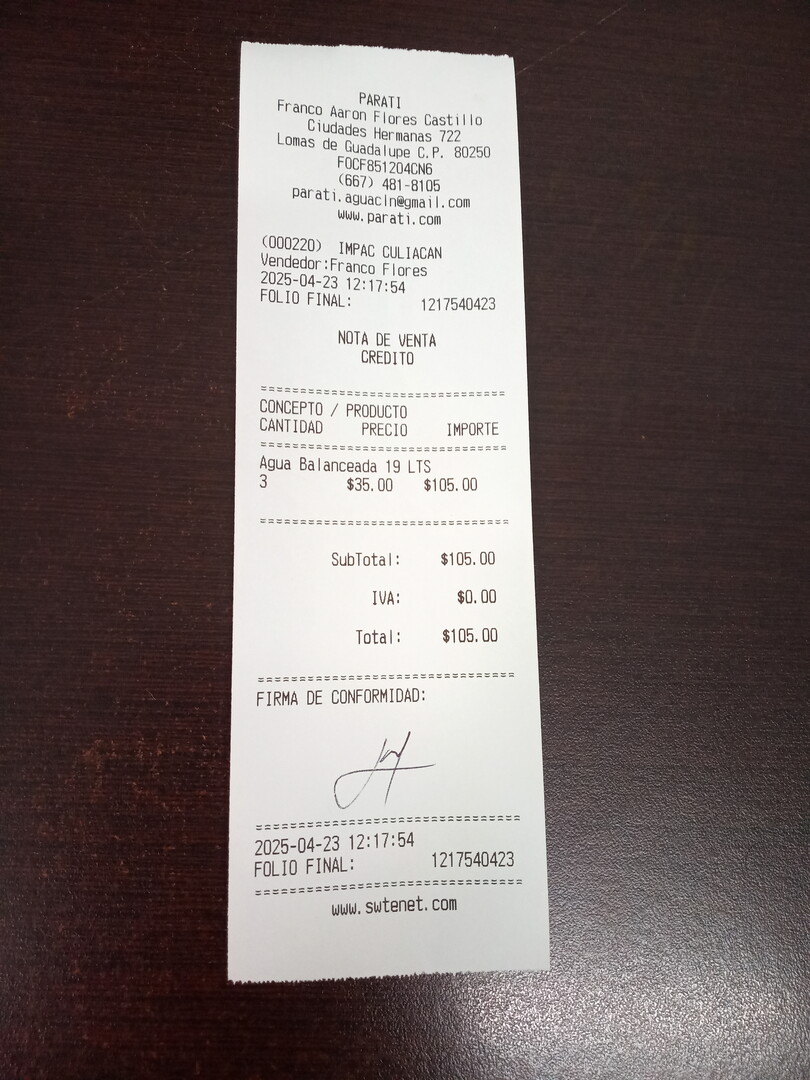 PARATI
Franco Aaron Flores Castillo
Ciudades Hermanas 722
Lomas de Guadalupe C.P. 80250
FOCF851204CN6
(667) 481-8105
parati.aguacln@gmail.com
www.parati.com
(000220) IMPAC CULIACAN
Vendedor:Franco Flores
2025-04-23 12:17:54
FOLIO FINAL: 1217540423
NOTA DE VENTA
CREDITO
CONCEPTO / PRODUCTO
CANTIDAD PRECIO IMPORTE
Agua Balanceada 19 LTS
3 $35.00 $105.00
SubTotal: $105.00
IVA: $0.00
Total: $105.00
FIRMA DE CONFORMIDAD:
2025-04-23 12:17:54
FOLIO FINAL: 1217540423
www.swtenet.com